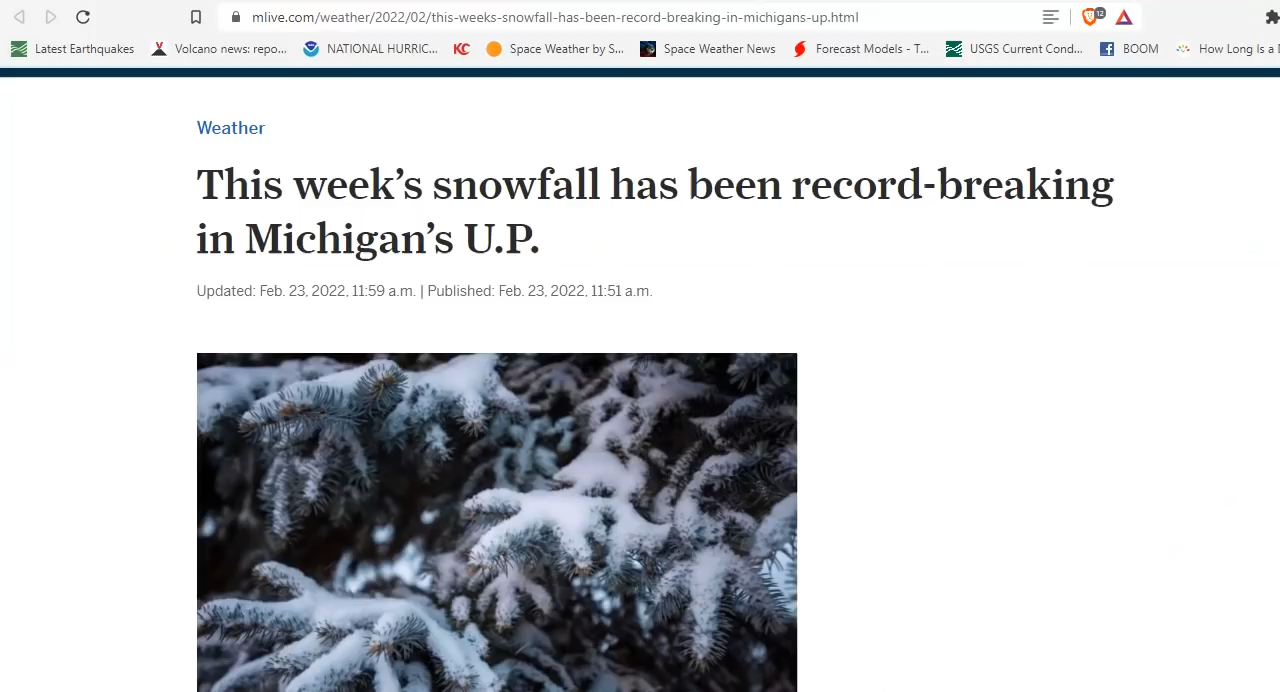 mlive.com/weather/2022/02/this-weeks-snowfall-has-been-record-breaking-in-michigans-up.html
12
Latest Earthquakes Volcano news: repo... NATIONAL HURRIC... KC Space Weather by S... Space Weather News Forecast Models - T... USGS Current Cond... BOOM How Long Is a D
Weather
This week’s snowfall has been record-breaking
in Michigan’s U.P.
Updated: Feb. 23, 2022, 11:59 a.m. | Published: Feb. 23, 2022, 11:51 a.m.